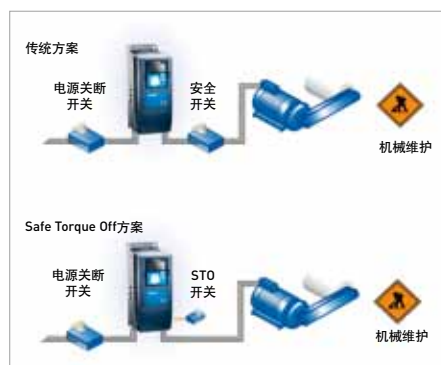 传统方案
电源关断
开关
安全
开关
机械维护
Safe Torque Off方案
电源关断
开关
STO
开关
机械维护